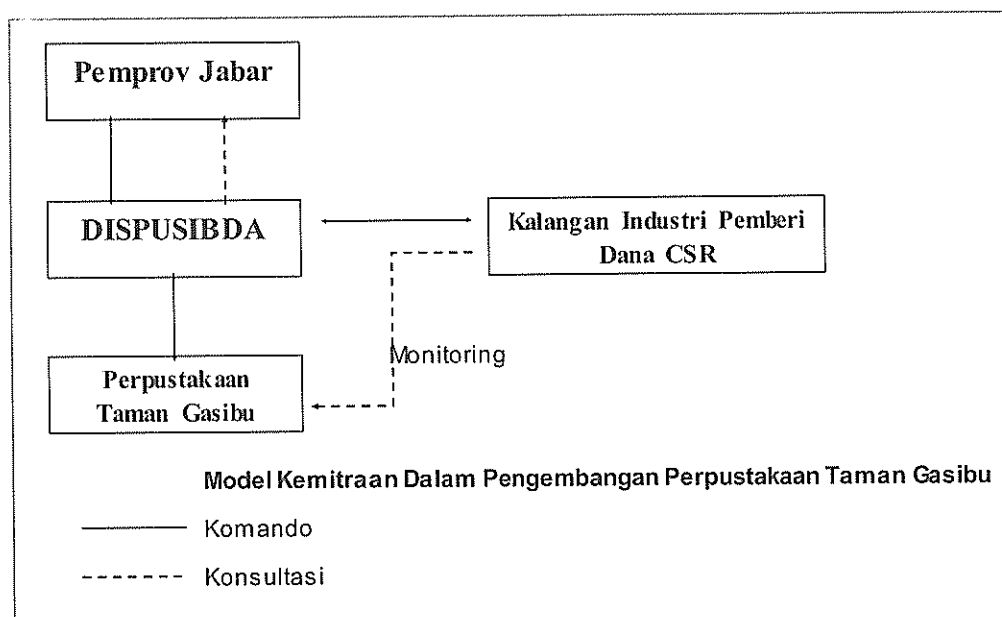 Pemprov Jabar
DISPUSIBDA
Kalangan Industri Pemberi
Dana CSR
Monitoring
Perpustakaan
Taman Gasibu
Model Kemitraan Dalam Pengembangan Perpustakaan Taman Gasibu
Komando
Konsultasi